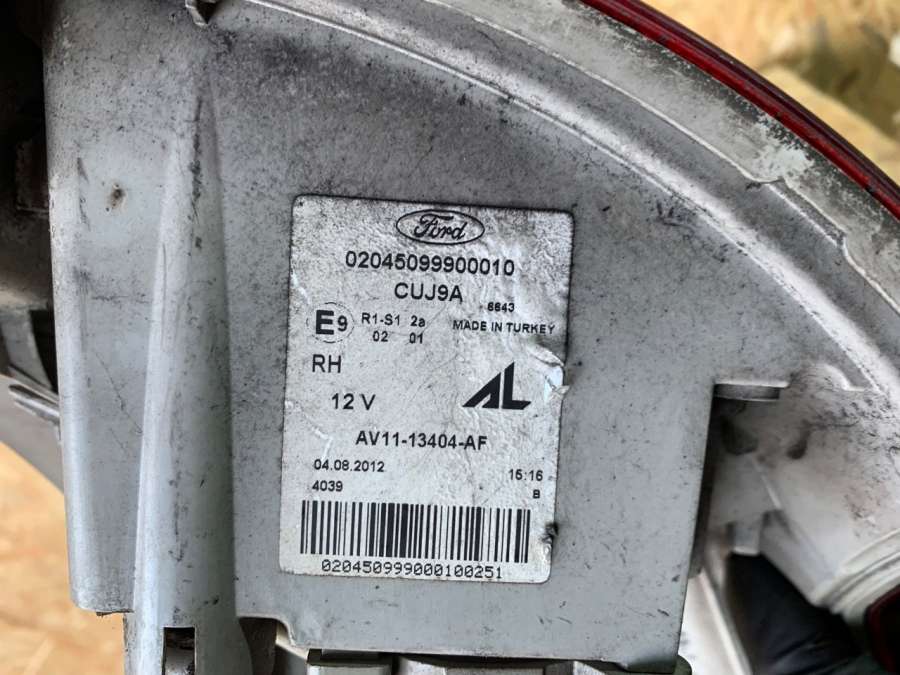 Ford
02045099900010
CUJ9A
6643
E9 R1-S1 2a MADE IN TURKEY
02 01
RH
12 V AL
AV11-13404-AF
04.08.2012 15:16
4039 B
020450999000100251